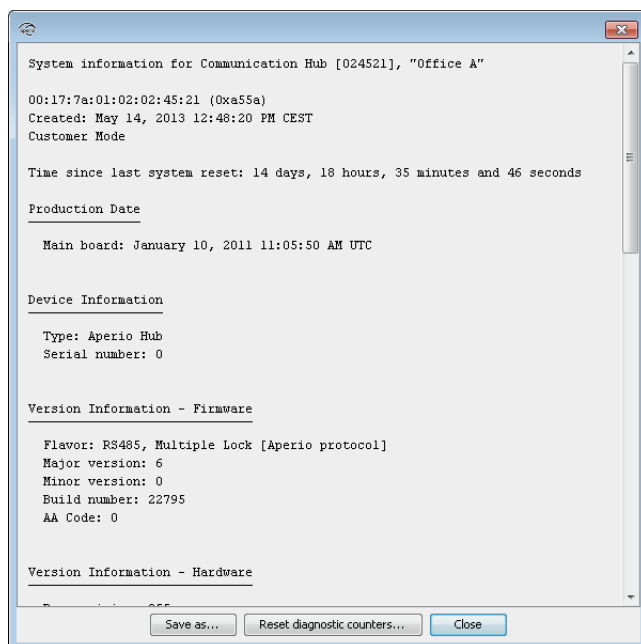 System information for Communication Hub [024521], "Office A"
00:17:7a:01:02:02:45:21 (0xa55a)
Created: May 14, 2013 12:48:20 PM CEST
Customer Mode
Time since last system reset: 14 days, 18 hours, 35 minutes and 46 seconds
Production Date
Main board: January 10, 2011 11:05:50 AM UTC
Device Information
Type: Aperio Hub
Serial number: 0
Version Information - Firmware
Flavor: RS485, Multiple Lock [Aperio protocol]
Major version: 6
Minor version: 0
Build number: 22795
AA Code: 0
Version Information - Hardware
Save as...
Reset diagnostic counters...
Close